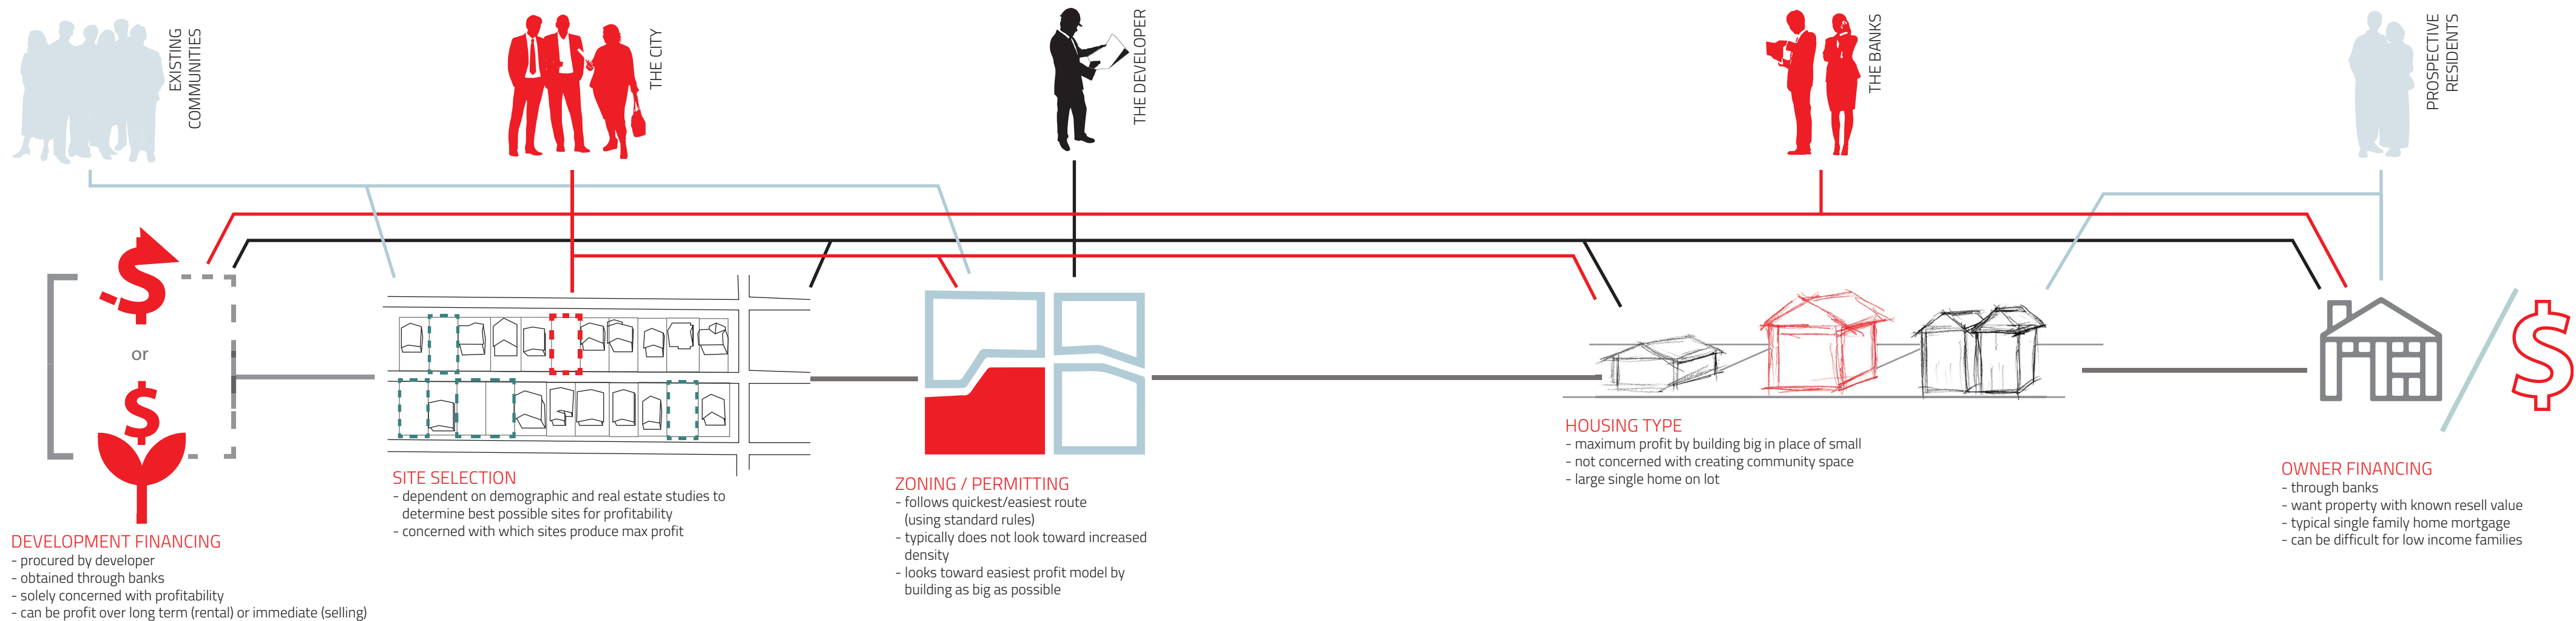 EXISTING
COMMUNITIES
THE CITY
THE DEVELOPER
THE BANKS
PROSPECTIVE
RESIDENTS
$
or
$
DEVELOPMENT FINANCING
- procured by developer
- obtained through banks
- solely concerned with profitability
- can be profit over long term (rental) or immediate (selling)
SITE SELECTION
- dependent on demographic and real estate studies to
determine best possible sites for profitability
- concerned with which sites produce max profit
ZONING / PERMITTING
- follows quickest/easiest route
(using standard rules)
- typically does not look toward increased
density
- looks toward easiest profit model by
building as big as possible
HOUSING TYPE
- maximum profit by building big in place of small
- not concerned with creating community space
- large single home on lot
$
OWNER FINANCING
- through banks
- want property with known resell value
- typical single family home mortgage
- can be difficult for low income families